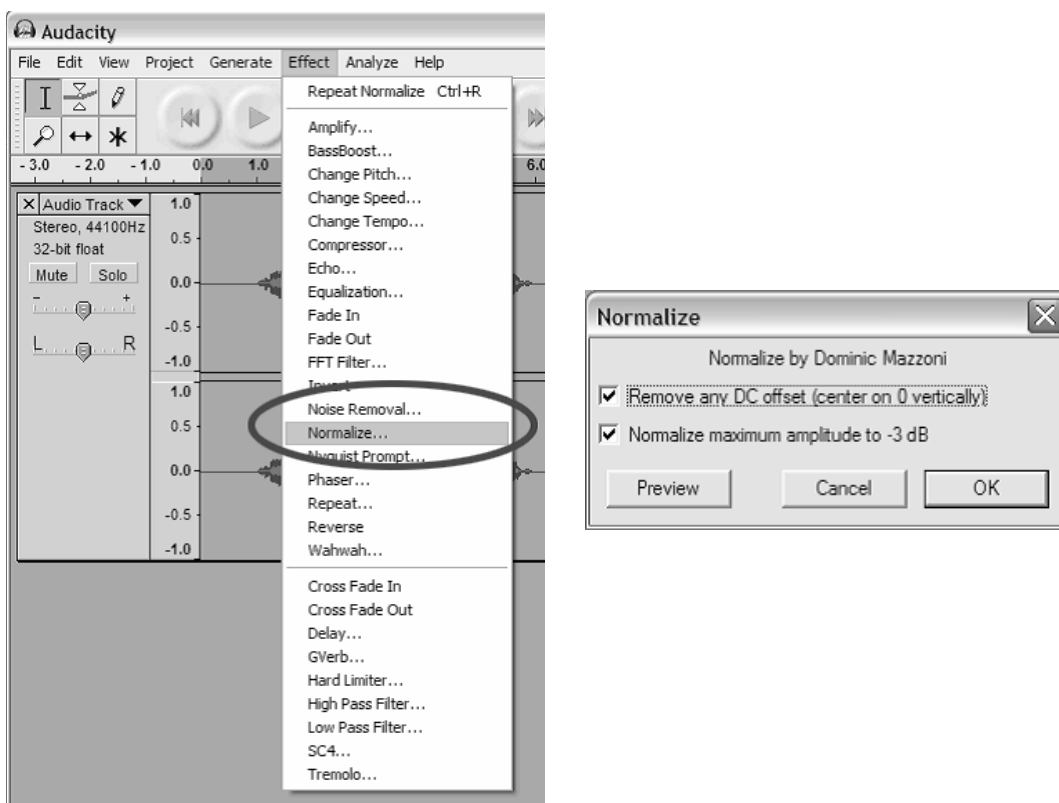 Audacity
File Edit View Project Generate Effect Analyze Help
Repeat Normalize Ctrl+R
Amplify...
BassBoost...
Change Pitch...
Change Speed...
Change Tempo...
Compressor...
Echo...
Equalization...
Fade In
Fade Out
FFT Filter...
Invert
Noise Removal...
Normalize...
Nyquist Prompt...
Phaser...
Repeat...
Reverse
Wahwah...
Cross Fade In
Cross Fade Out
Delay...
GVerb...
Hard Limiter...
High Pass Filter...
Low Pass Filter...
SC4...
Tremolo...
- 3.0 - 2.0 - 1.0 0.0 1.0 6.0
X Audio Track
Stereo, 44100Hz
32-bit float
Mute Solo
- +
L R
1.0
0.5
0.0
-0.5
-1.0
1.0
0.5
0.0
-0.5
-1.0
Normalize
Normalize by Dominic Mazzoni
Remove any DC offset (center on 0 vertically)
Normalize maximum amplitude to -3 dB
Preview Cancel OK